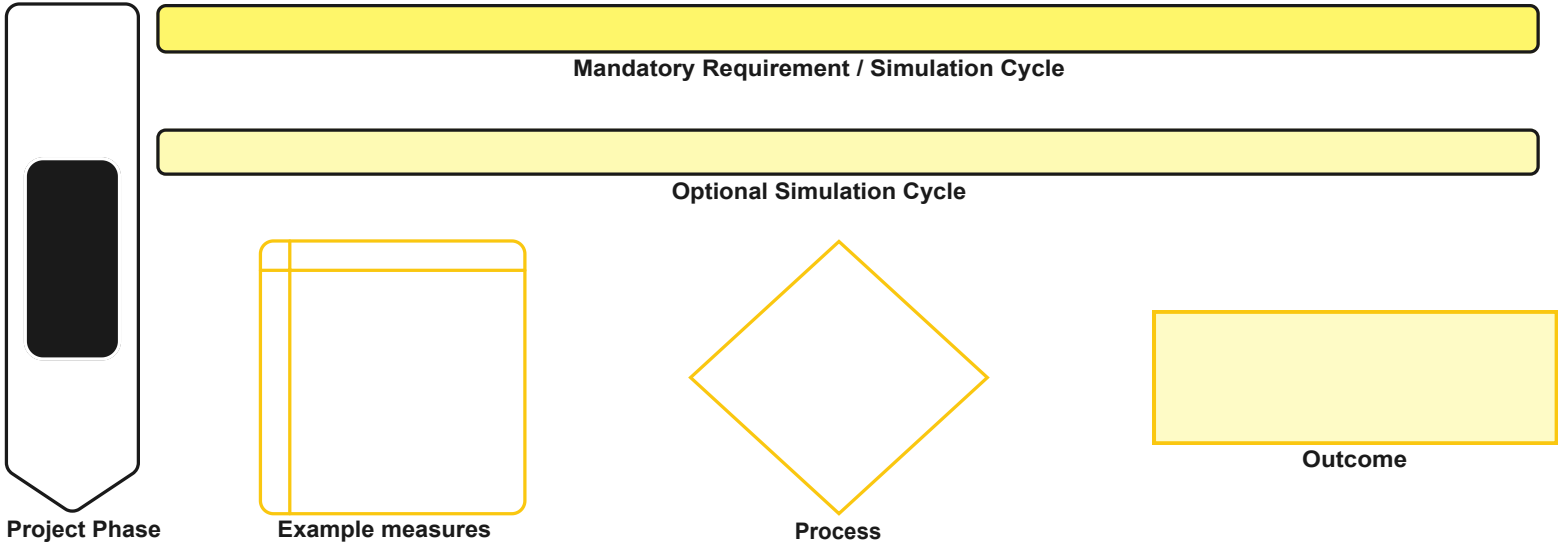 Mandatory Requirement / Simulation Cycle
Optional Simulation Cycle
Outcome
Project Phase
Example measures
Process